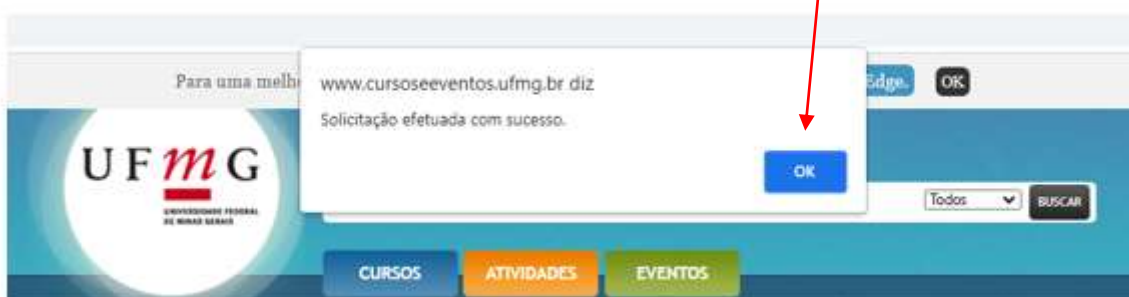 Para uma melh
www.cursoseeventos.ufmg.br diz
Solicitação efetuada com sucesso.
OK
Edge.
OK
UFmG
UNIVERSIDADE FEDERAL
DE MINAS GERAIS
Todos
BUSCAR
CURSOS
ATIVIDADES
EVENTOS